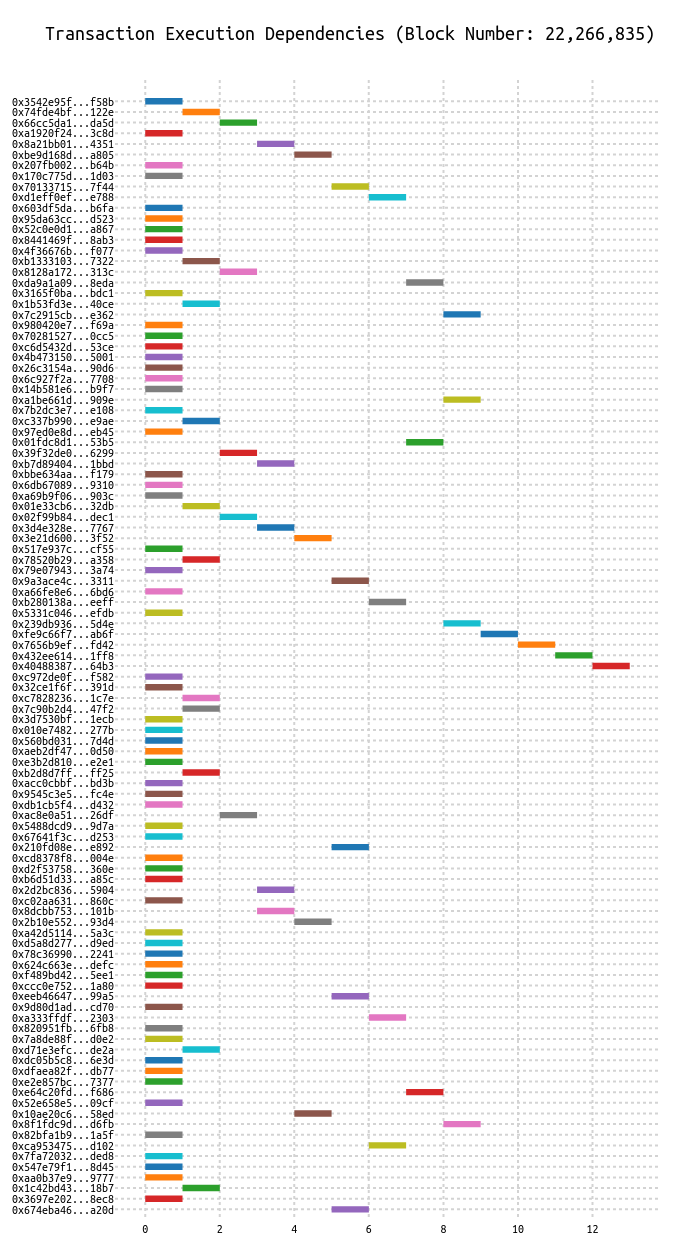 Transaction Execution Dependencies (Block Number: 22,266,835)
0x3542e95f...f58b
0x74fde4bf...122e
0x66cc5da1...da5d
0xa1920f24...3c8d
0x8a21bb01...4351
0xbe9d168d...a805
0x207fb002...b64b
0x170c775d...1d03
0x70133715...7f44
0xd1eff0ef...e788
0x603df5da...b6fa
0x95da63cc...d523
0x52c0e0d1...a867
0x8441469f...8ab3
0x4f36676b...f077
0xb1333103...7322
0x8128a172...313c
0xda9a1a09...8eda
0x3165f0ba...bdc1
0x1b53fd3e...40ce
0x7c2915cb...e362
0x980420e7...f69a
0x70281527...0cc5
0xc6d5432d...53ce
0x4b473150...5001
0x26c3154a...90d6
0x6c927f2a...7708
0x14b581e6...b9f7
0xa1be661d...909e
0x7b2dc3e7...e108
0xc337b990...e9ae
0x97ed0e8d...eb45
0x01fdc8d1...53b5
0x39f32de0...6299
0xb7d89404...1bbd
0xbbe634aa...f179
0x6db67089...9310
0xa69b9f06...903c
0x01e33cb6...32db
0x02f99b84...dec1
0x3d4e328e...7767
0x3e21d600...3f52
0x517e937c...cf55
0x78520b29...a358
0x79e07943...3a74
0x9a3ace4c...3311
0xa66fe8e6...6bd6
0xb280138a...eeff
0x5331c046...efdb
0x239db936...5d4e
0xfe9c66f7...ab6f
0x7656b9ef...fd42
0x432ee614...1ff8
0x40488387...64b3
0xc972de0f...f582
0x32ce1f6f...391d
0xc7828236...1c7e
0x7c90b2d4...47f2
0x3d7530bf...1ecb
0x010e7482...277b
0x560bd031...7d4d
0xaeb2df47...0d50
0xe3b2d810...e2e1
0xb2d8d7ff...ff25
0xacc0cbbf...bd3b
0x9545c3e5...fc4e
0xdb1cb5f4...d432
0xac8e0a51...26df
0x5488dcd9...9d7a
0x67641f3c...d253
0x210fd08e...e892
0xcd8378f8...004e
0xd2f53758...360e
0xb6d51d33...a85c
0x2d2bc836...5904
0xc02aa631...860c
0x8dcbb753...101b
0x2b10e552...93d4
0xa42d5114...5a3c
0xd5a8d277...d9ed
0x78c36990...2241
0x624c663e...defc
0xf489bd42...5ee1
0xccc0e752...1a80
0xeeb46647...99a5
0x9d80d1ad...cd70
0xa333ffdf...2303
0x820951fb...6fb8
0x7a8de88f...d0e2
0xd71e3efc...de2a
0xdc05b5c8...6e3d
0xdfaea82f...db77
0xe2e857bc...7377
0xe64c20fd...f686
0x52e658e5...09cf
0x10ae20c6...58ed
0x8f1fdc9d...d6fb
0x82bfa1b9...1a5f
0xca953475...d102
0x7fa72032...ded8
0x547e79f1...8d45
0xaa0b37e9...9777
0x1c42bd43...18b7
0x3697e202...8ec8
0x674eba46...a20d
0 2 4 6 8 10 12